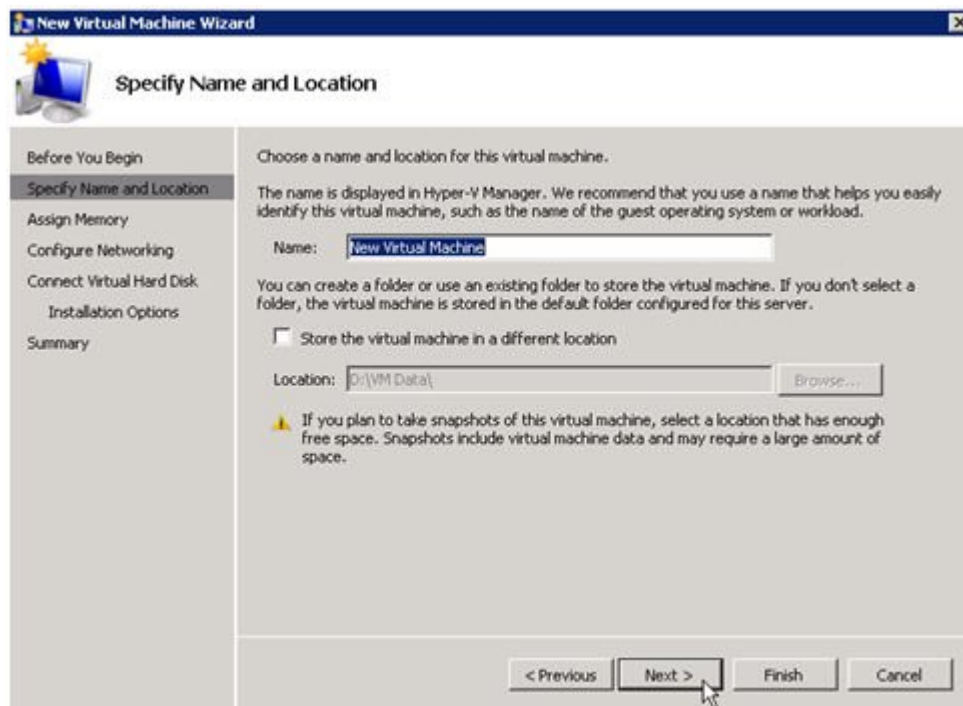 New Virtual Machine Wizard
Specify Name and Location
Before You Begin
Specify Name and Location
Assign Memory
Configure Networking
Connect Virtual Hard Disk
Installation Options
Summary
Choose a name and location for this virtual machine.
The name is displayed in Hyper-V Manager. We recommend that you use a name that helps you easily
identify this virtual machine, such as the name of the guest operating system or workload.
Name: New Virtual Machine
You can create a folder or use an existing folder to store the virtual machine. If you don't select a
folder, the virtual machine is stored in the default folder configured for this server.
Store the virtual machine in a different location
Location: D:\VM Data\ Browse...
If you plan to take snapshots of this virtual machine, select a location that has enough
free space. Snapshots include virtual machine data and may require a large amount of
space.
< Previous Next > Finish Cancel